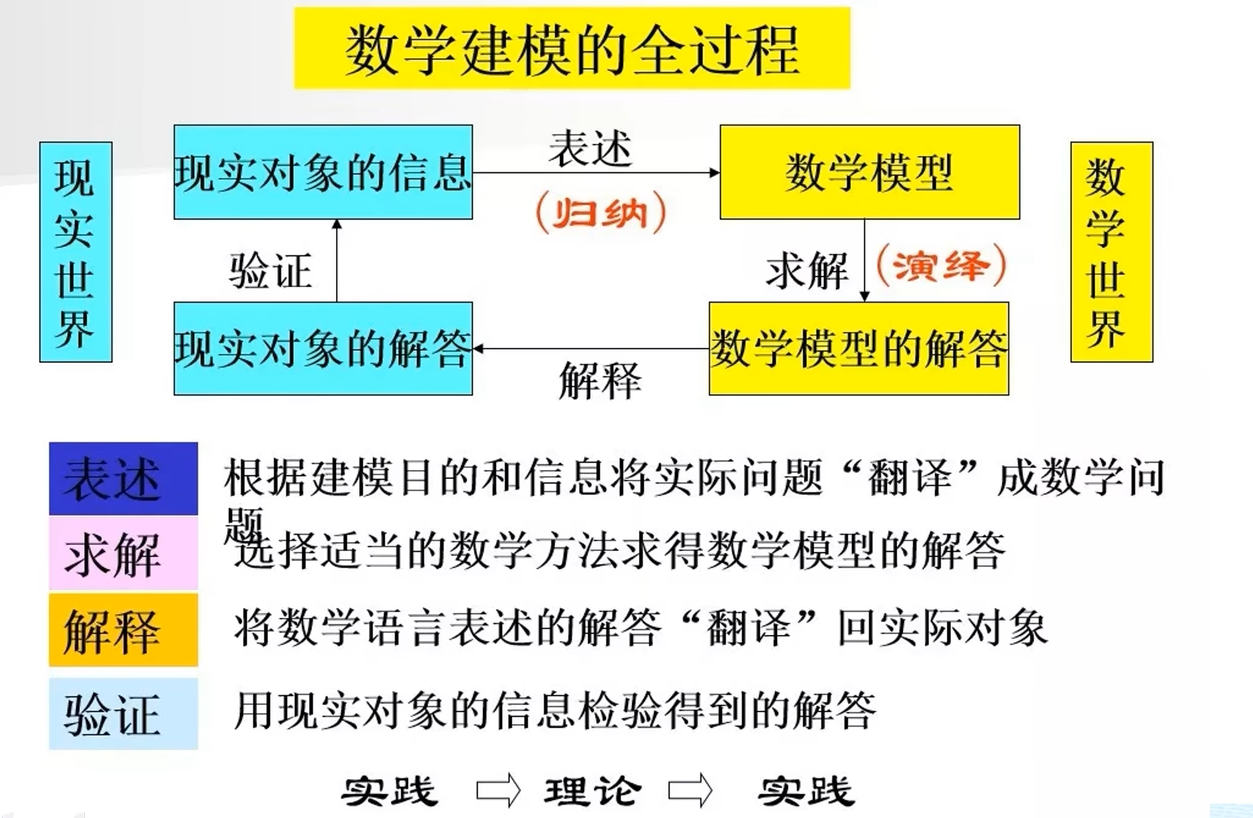 数学建模的全过程
现实世界
现实对象的信息
表述
（归纳）
数学模型
数学世界
验证
求解
（演绎）
现实对象的解答
解释
数学模型的解答
表述
根据建模目的和信息将实际问题“翻译”成数学问
题
求解
选择适当的数学方法求得数学模型的解答
解释
将数学语言表述的解答“翻译”回实际对象
验证
用现实对象的信息检验得到的解答
实践 ⇨ 理论 ⇨ 实践